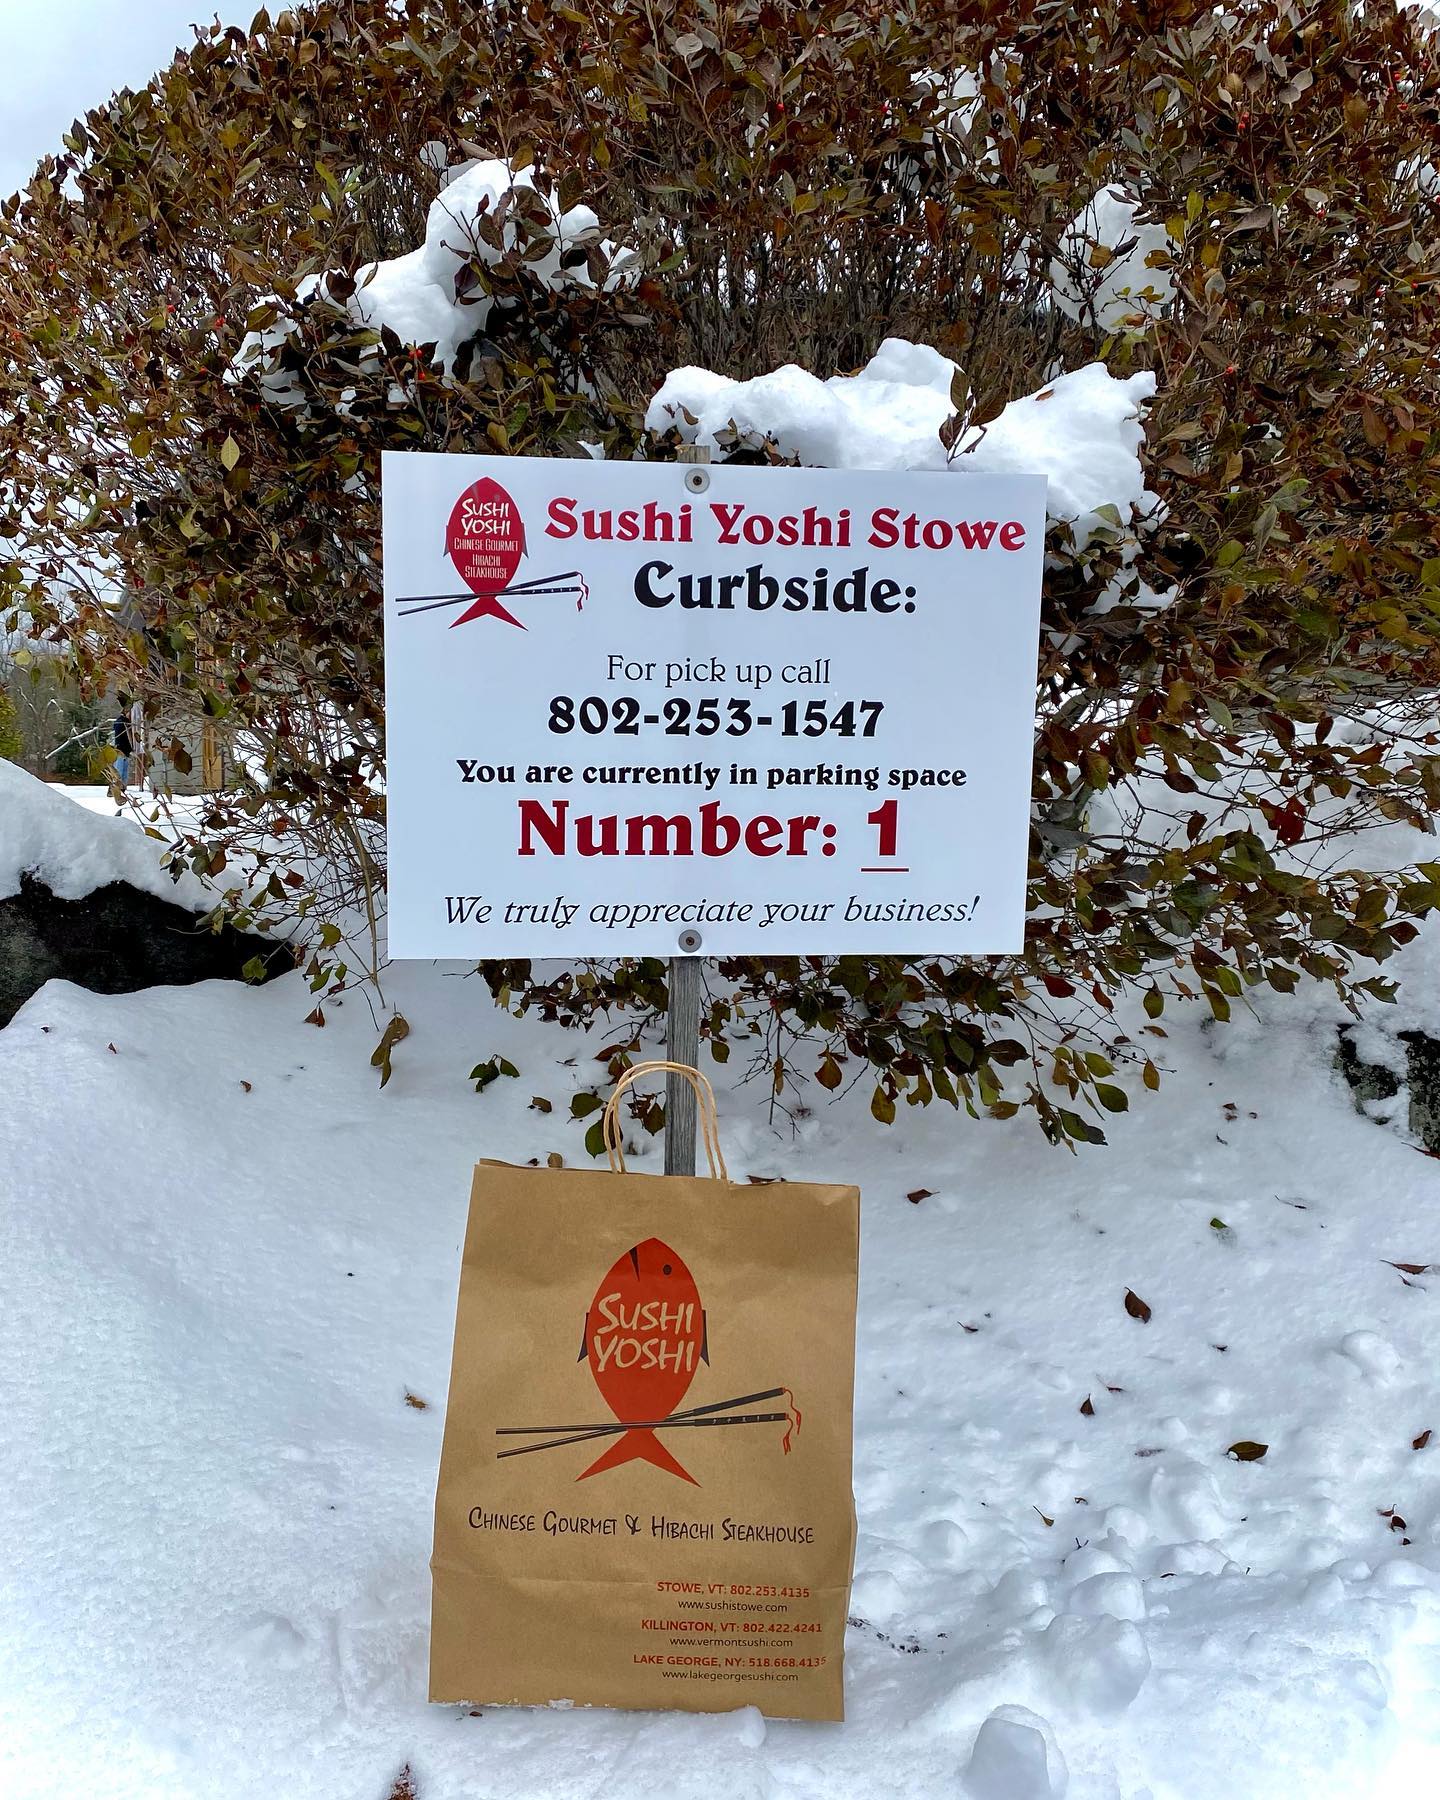 SUSHI
YOSHI
CHINESE GOURMET
HIBACHI
STEAKHOUSE
Sushi Yoshi Stowe
Curbside:
For pick up call
802-253-1547
You are currently in parking space
Number: 1
We truly appreciate your business!
SUSHI
YOSHI
CHINESE GOURMET & HIBACHI STEAKHOUSE
STOWE, VT: 802.253.4135
www.sushistowe.com
KILLINGTON, VT: 802.422.4241
www.vermontsushi.com
LAKE GEORGE, NY: 518.668.4135
www.lakegeorgesushi.com